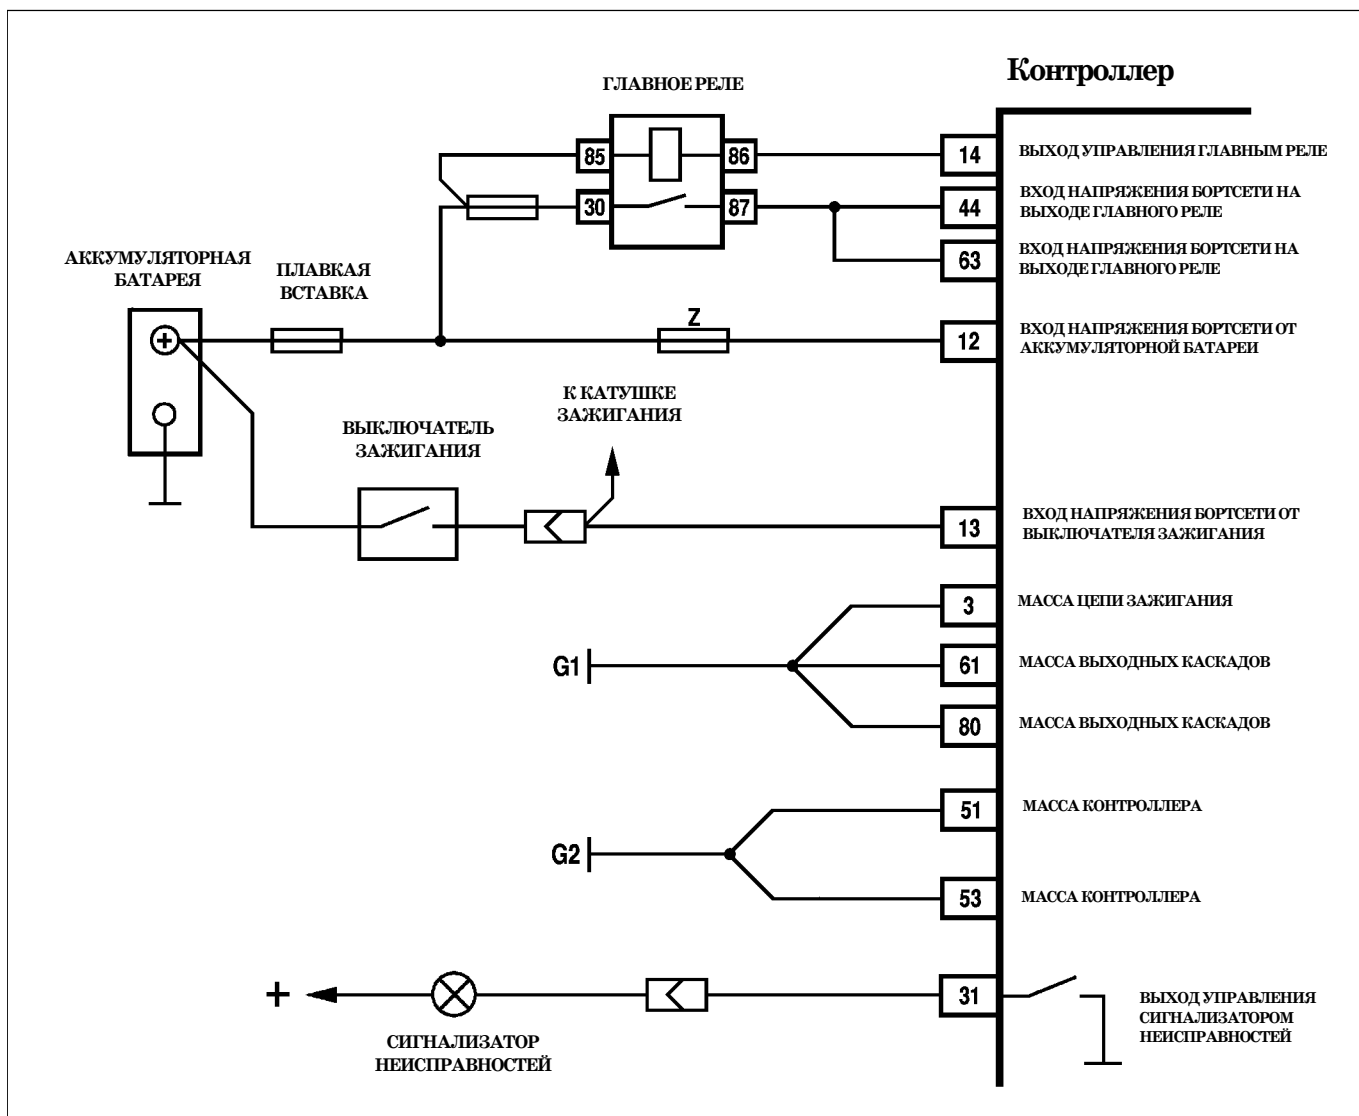 Контроллер
ГЛАВНОЕ РЕЛЕ
85
86
14
ВЫХОД УПРАВЛЕНИЯ ГЛАВНЫМ РЕЛЕ
30
87
44
ВХОД НАПРЯЖЕНИЯ БОРТСЕТИ НА
ВЫХОДЕ ГЛАВНОГО РЕЛЕ
63
ВХОД НАПРЯЖЕНИЯ БОРТСЕТИ НА
ВЫХОДЕ ГЛАВНОГО РЕЛЕ
АККУМУЛЯТОРНАЯ
БАТАРЕЯ
ПЛАВКАЯ
ВСТАВКА
+
Z
12
ВХОД НАПРЯЖЕНИЯ БОРТСЕТИ ОТ
АККУМУЛЯТОРНОЙ БАТАРЕИ
К КАТУШКЕ
ЗАЖИГАНИЯ
ВЫКЛЮЧАТЕЛЬ
ЗАЖИГАНИЯ
13
ВХОД НАПРЯЖЕНИЯ БОРТСЕТИ ОТ
ВЫКЛЮЧАТЕЛЯ ЗАЖИГАНИЯ
3
МАССА ЦЕПИ ЗАЖИГАНИЯ
G1
61
МАССА ВЫХОДНЫХ КАСКАДОВ
80
МАССА ВЫХОДНЫХ КАСКАДОВ
51
МАССА КОНТРОЛЛЕРА
G2
53
МАССА КОНТРОЛЛЕРА
+
31
ВЫХОД УПРАВЛЕНИЯ
СИГНАЛИЗАТОРОМ
НЕИСПРАВНОСТЕЙ
СИГНАЛИЗАТОР
НЕИСПРАВНОСТЕЙ